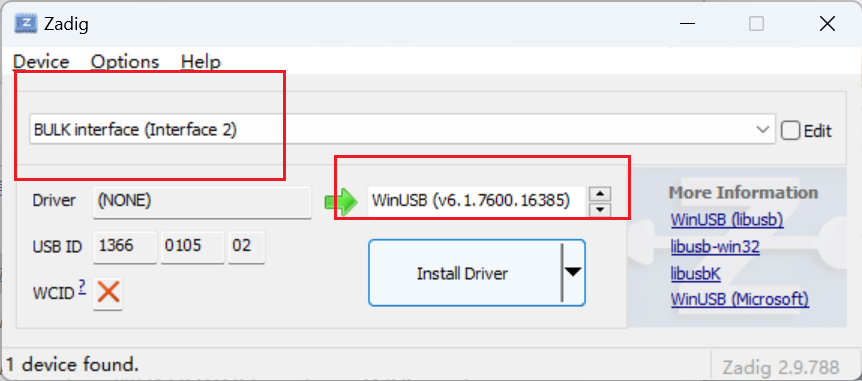 Zadig
Device Options Help
BULK interface (Interface 2)
Edit
Driver (NONE) WinUSB (v6.1.7600.16385)
USB ID 1366 0105 02
WCID ?
Install Driver
More Information
WinUSB (libusb)
libusb-win32
libusbK
WinUSB (Microsoft)
1 device found.
Zadig 2.9.788